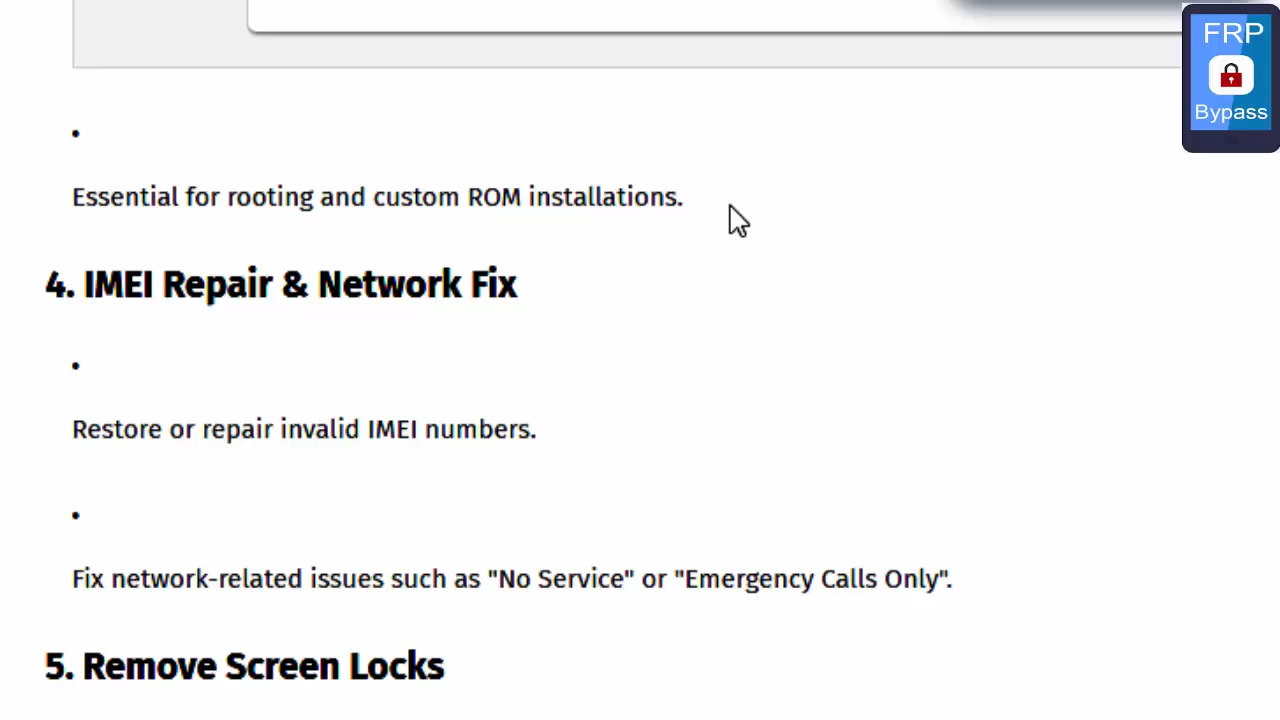 FRP
Bypass
•
Essential for rooting and custom ROM installations.
4. IMEI Repair & Network Fix
•
Restore or repair invalid IMEI numbers.
•
Fix network-related issues such as "No Service" or "Emergency Calls Only".
5. Remove Screen Locks